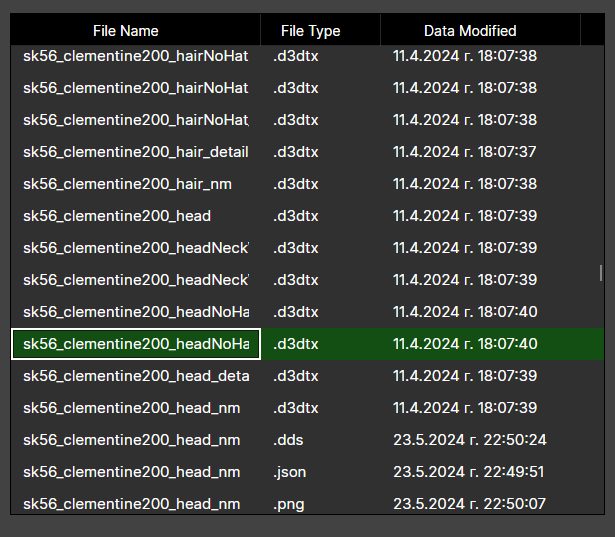 File Name File Type Data Modified
sk56_clementine200_hairNoHat .d3dtx 11.4.2024 г. 18:07:38
sk56_clementine200_hairNoHat .d3dtx 11.4.2024 г. 18:07:38
sk56_clementine200_hairNoHat_ .d3dtx 11.4.2024 г. 18:07:38
sk56_clementine200_hair_detail .d3dtx 11.4.2024 г. 18:07:37
sk56_clementine200_hair_nm .d3dtx 11.4.2024 г. 18:07:38
sk56_clementine200_head .d3dtx 11.4.2024 г. 18:07:39
sk56_clementine200_headNeck .d3dtx 11.4.2024 г. 18:07:39
sk56_clementine200_headNeck .d3dtx 11.4.2024 г. 18:07:39
sk56_clementine200_headNoHa .d3dtx 11.4.2024 г. 18:07:40
sk56_clementine200_headNoHa .d3dtx 11.4.2024 г. 18:07:40
sk56_clementine200_head_deta .d3dtx 11.4.2024 г. 18:07:39
sk56_clementine200_head_nm .d3dtx 11.4.2024 г. 18:07:39
sk56_clementine200_head_nm .dds 23.5.2024 г. 22:50:24
sk56_clementine200_head_nm .json 23.5.2024 г. 22:49:51
sk56_clementine200_head_nm .png 23.5.2024 г. 22:50:07